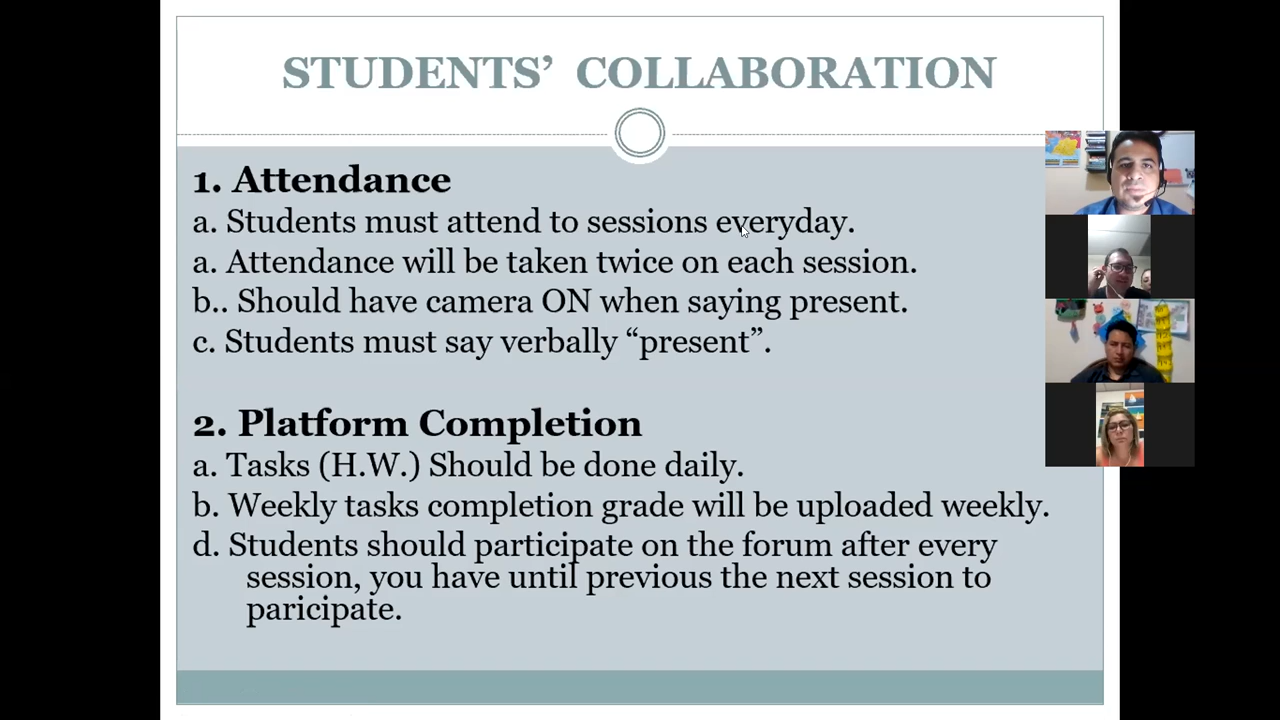 STUDENTS’ COLLABORATION
1. Attendance
a. Students must attend to sessions everyday.
a. Attendance will be taken twice on each session.
b.. Should have camera ON when saying present.
c. Students must say verbally “present”.
2. Platform Completion
a. Tasks (H.W.) Should be done daily.
b. Weekly tasks completion grade will be uploaded weekly.
d. Students should participate on the forum after every
session, you have until previous the next session to
paricipate.